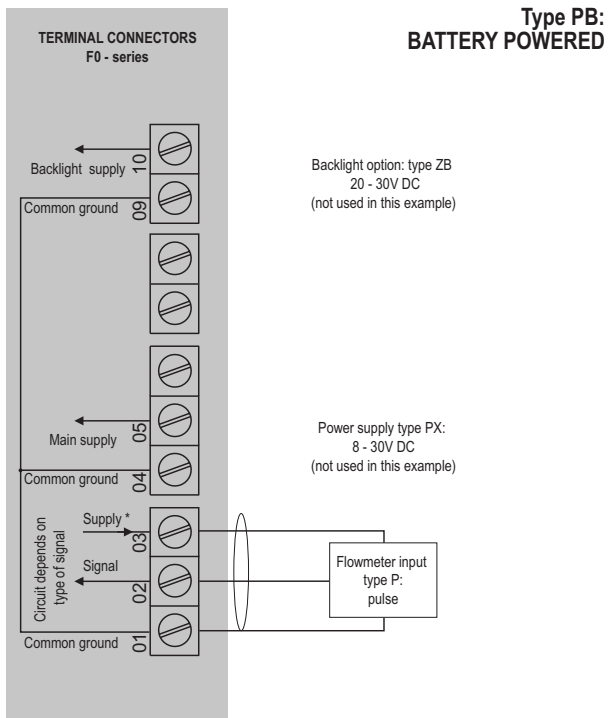 Type PB:
BATTERY POWERED
TERMINAL CONNECTORS
F0 - series
Backlight supply
10
Common ground
09
Backlight option: type ZB
20 - 30V DC
(not used in this example)
Main supply
05
Common ground
04
Power supply type PX:
8 - 30V DC
(not used in this example)
Circuit depends on
type of signal
Supply *
03
Signal
02
Common ground
01
Flowmeter input
type P:
pulse